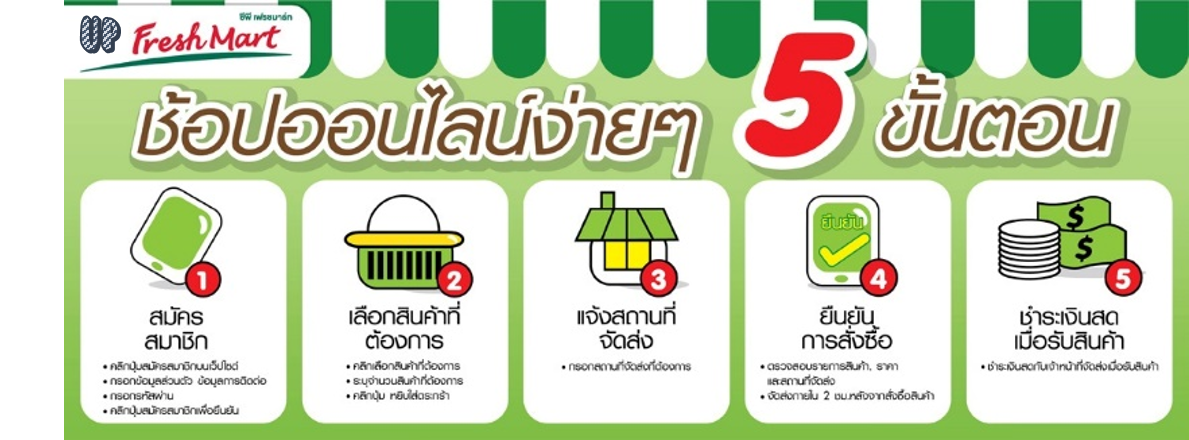 ซีพี เฟรชมาร์ท
UP Fresh Mart
ช้อปออนไลน์ง่ายๆ 5 ขั้นตอน
1
สมัคร
สมาชิก
• คลิกปุ่มสมัครสมาชิกบนเว็ปไซต์
• กรอกข้อมูลส่วนตัว ข้อมูลการติดต่อ
• กรอกรหัสผ่าน
• คลิกปุ่มสมัครสมาชิกเพื่อยืนยัน
2
เลือกสินค้าที่
ต้องการ
• คลิกเลือกสินค้าที่ต้องการ
• ระบุจำนวนสินค้าที่ต้องการ
• คลิกปุ่ม หยิบใส่ตระกร้า
3
แจ้งสถานที่
จัดส่ง
• กรอกสถานที่จัดส่งที่ต้องการ
ยืนยัน
4
ยืนยัน
การสั่งซื้อ
• ตรวจสอบรายการสินค้า, ราคา
และสถานที่จัดส่ง
• จัดส่งภายใน 2 ชม.หลังจากสั่งซื้อสินค้า
$
$
5
ชำระเงินสด
เมื่อรับสินค้า
• ชำระเงินสดกับเจ้าหน้าที่จัดส่งเมื่อรับสินค้า